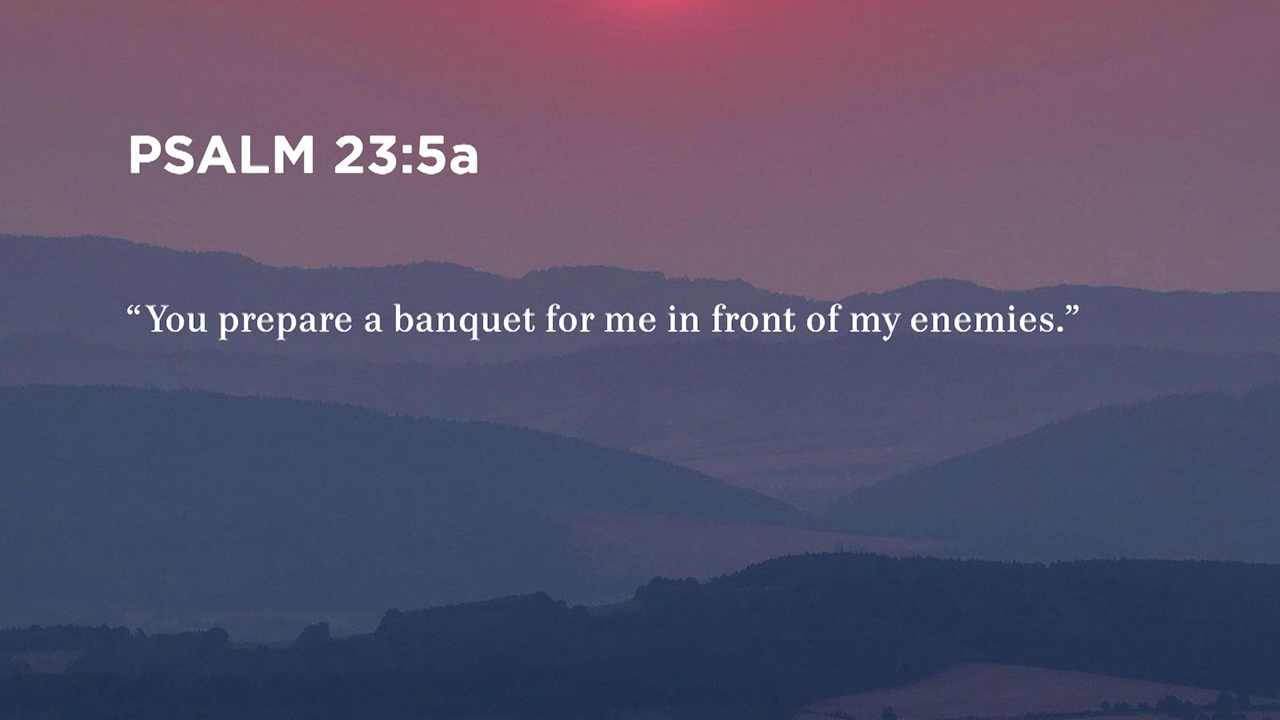 PSALM 23:5a
“You prepare a banquet for me in front of my enemies.”